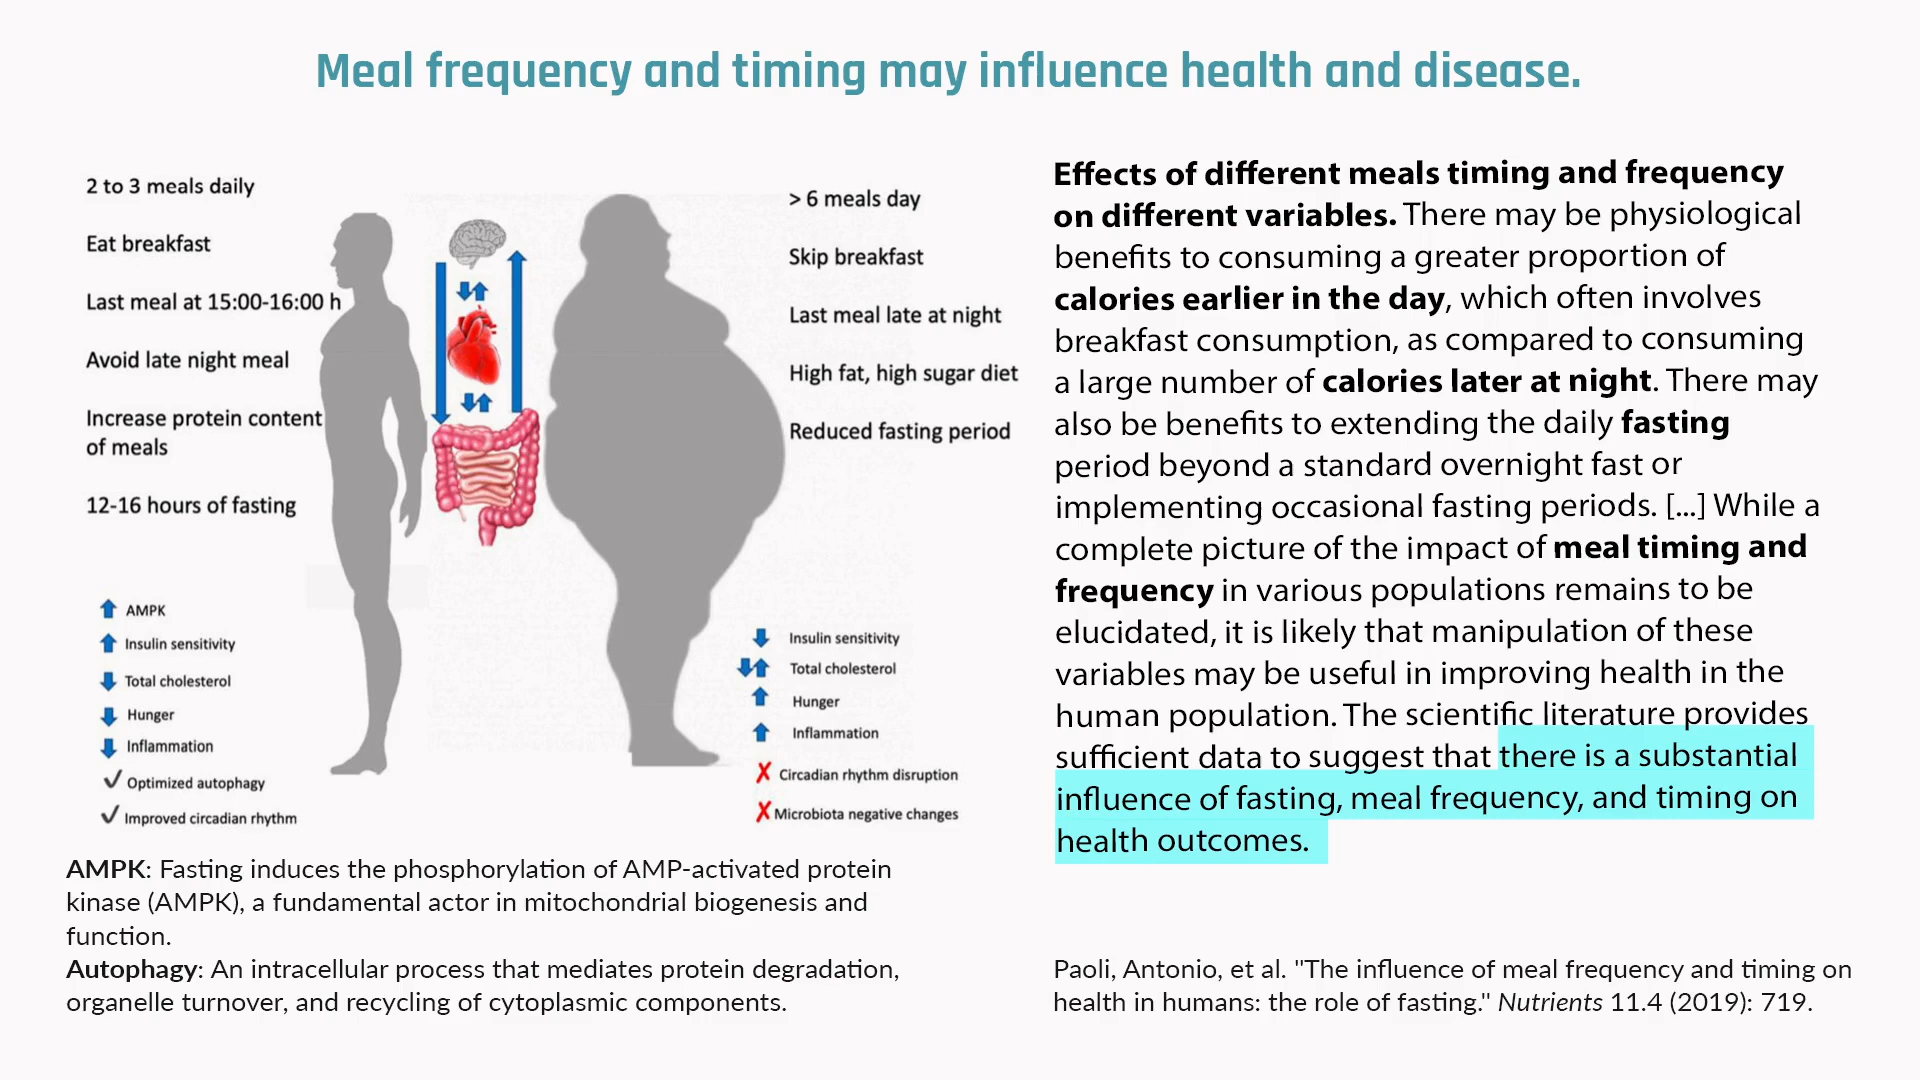 Meal frequency and timing may influence health and disease.
2 to 3 meals daily
Eat breakfast
Last meal at 15:00-16:00 h
Avoid late night meal
Increase protein content
of meals
12-16 hours of fasting
AMPK
Insulin sensitivity
Total cholesterol
Hunger
Inflammation
Optimized autophagy
Improved circadian rhythm
> 6 meals day
Skip breakfast
Last meal late at night
High fat, high sugar diet
Reduced fasting period
Insulin sensitivity
Total cholesterol
Hunger
Inflammation
Circadian rhythm disruption
Microbiota negative changes
AMPK: Fasting induces the phosphorylation of AMP-activated protein
kinase (AMPK), a fundamental actor in mitochondrial biogenesis and
function.
Autophagy: An intracellular process that mediates protein degradation,
organelle turnover, and recycling of cytoplasmic components.
Effects of different meals timing and frequency
on different variables. There may be physiological
benefits to consuming a greater proportion of
calories earlier in the day, which often involves
breakfast consumption, as compared to consuming
a large number of calories later at night. There may
also be benefits to extending the daily fasting
period beyond a standard overnight fast or
implementing occasional fasting periods. [...] While a
complete picture of the impact of meal timing and
frequency in various populations remains to be
elucidated, it is likely that manipulation of these
variables may be useful in improving health in the
human population. The scientific literature provides
sufficient data to suggest that there is a substantial
influence of fasting, meal frequency, and timing on
health outcomes.
Paoli, Antonio, et al. "The influence of meal frequency and timing on
health in humans: the role of fasting." Nutrients 11.4 (2019): 719.